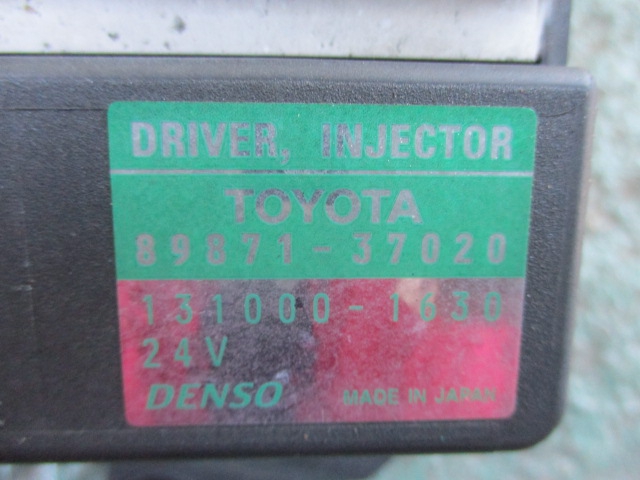 DRIVER, INJECTOR
TOYOTA
89871-37020
131000-1630
24V
DENSO MADE IN JAPAN